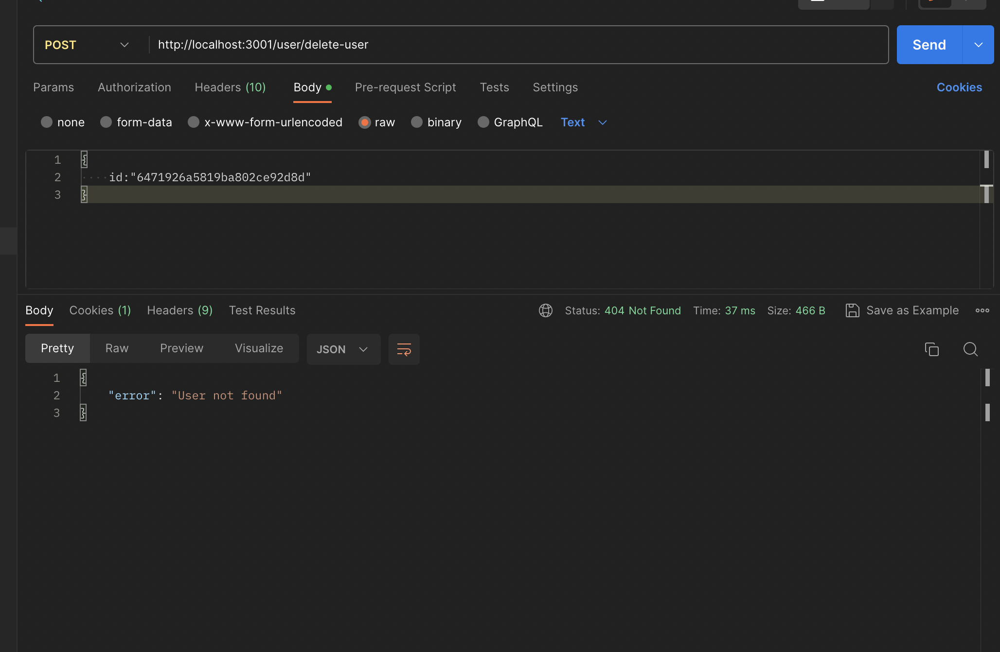 POST http://localhost:3001/user/delete-user Send
Params Authorization Headers (10) Body Pre-request Script Tests Settings Cookies
none form-data x-www-form-urlencoded raw binary GraphQL Text
1 {
2 id:"6471926a5819ba802ce92d8d"
3 }
Body Cookies (1) Headers (9) Test Results Status: 404 Not Found Time: 37 ms Size: 466 B Save as Example
Pretty Raw Preview Visualize JSON
1 {
2 "error": "User not found"
3 }